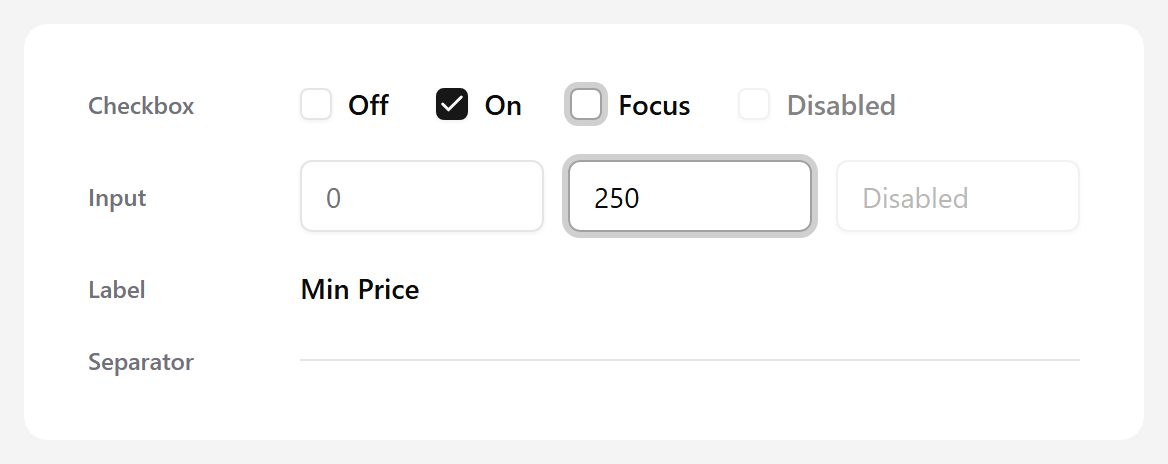 Checkbox Off On Focus Disabled
Input 0 250 Disabled
Label Min Price
Separator